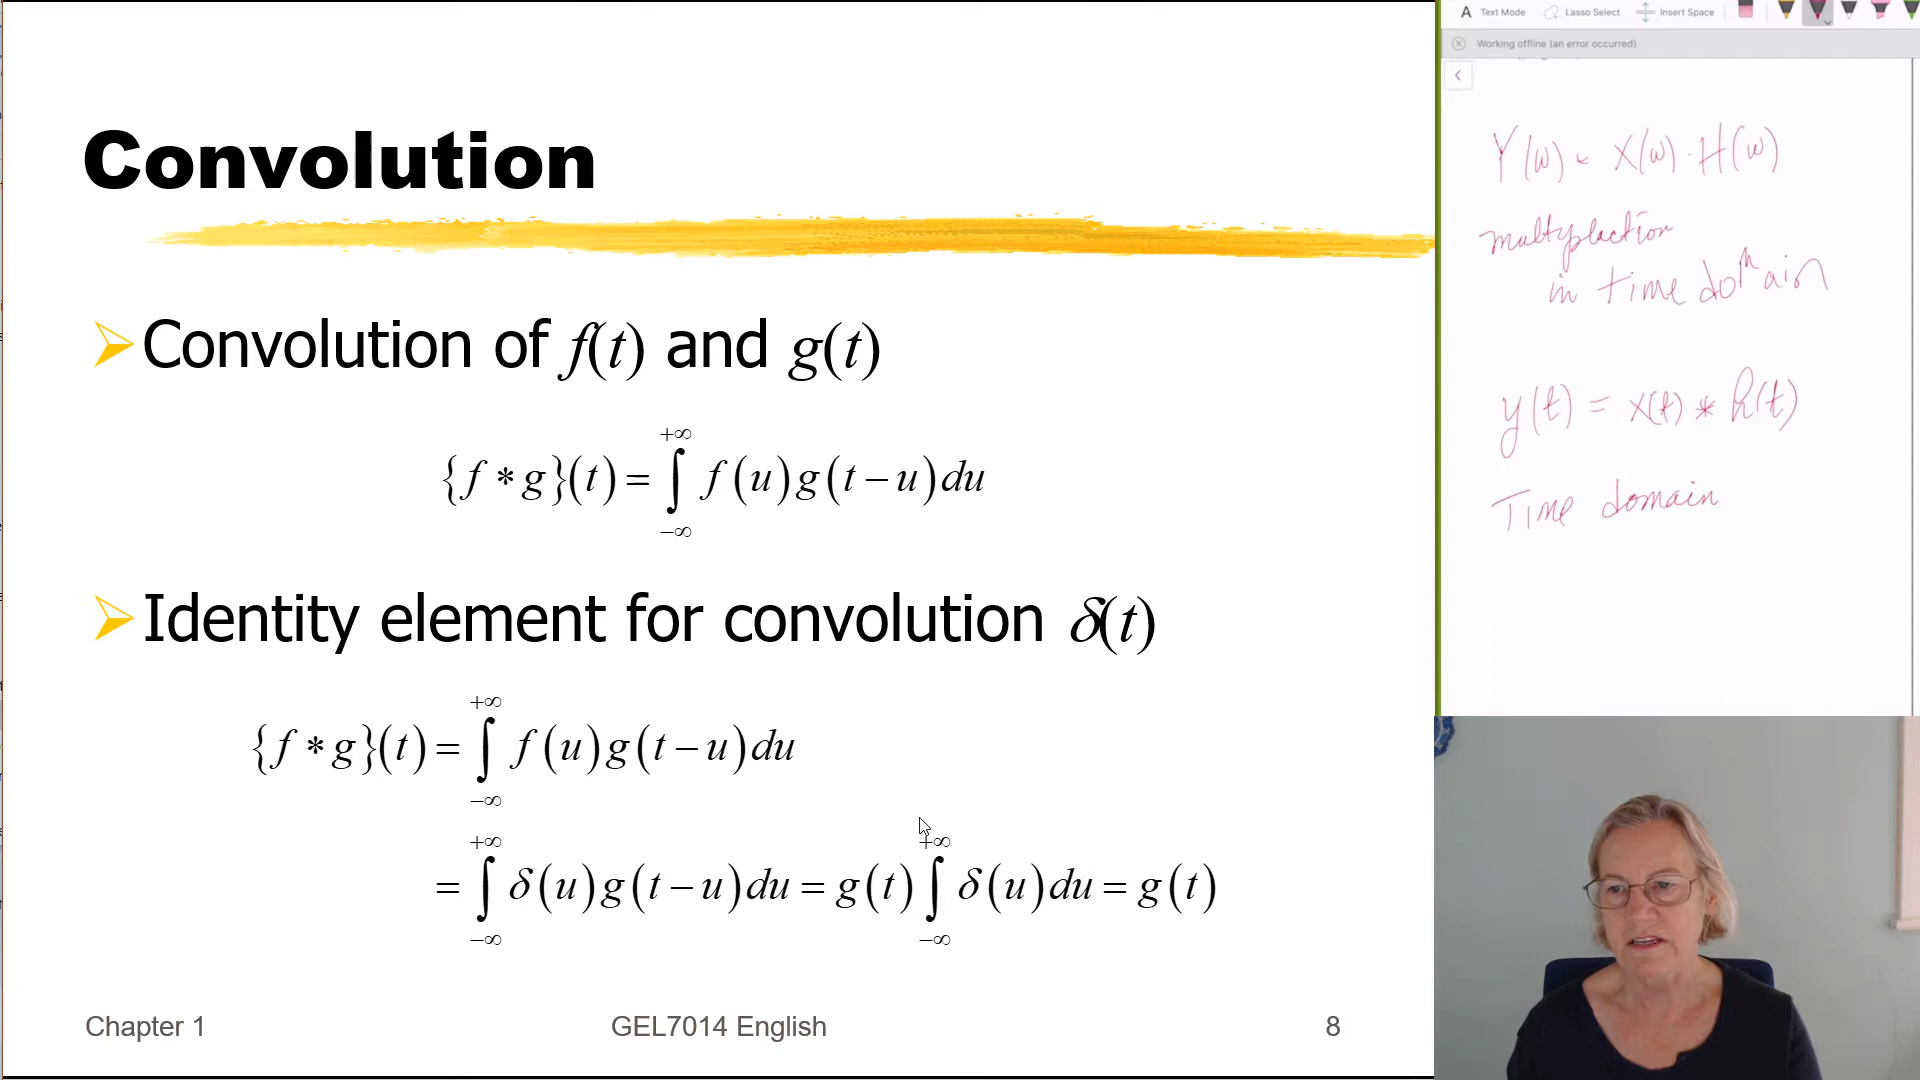 Convolution
Convolution of f(t) and g(t)
{f * g}(t) = ∫_{−∞}^{+∞} f(u)g(t − u)du
Identity element for convolution δ(t)
{f * g}(t) = ∫_{−∞}^{+∞} f(u)g(t − u)du
= ∫_{−∞}^{+∞} δ(u)g(t − u)du = g(t) ∫_{−∞}^{+∞} δ(u)du = g(t)
Chapter 1 GEL7014 English 8
A Text Mode Lasso Select Insert Space
Working offline (an error occurred)
Y(ω) = X(ω) · H(ω)
multyplaction
in time domain
y(t) = x(t) * h(t)
Time domain